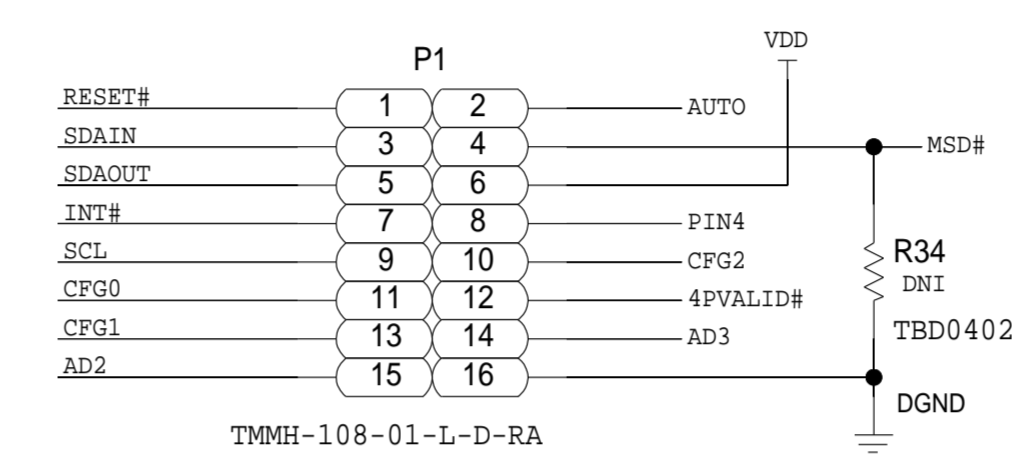 VDD
P1
RESET# 1 2 AUTO
SDAIN 3 4 MSD#
SDAOUT 5 6
INT# 7 8 PIN4
SCL 9 10 CFG2
R34
DNI
CFG0 11 12 4PVALID#
CFG1 13 14 AD3
TBD0402
AD2 15 16
DGND
TMMH-108-01-L-D-RA